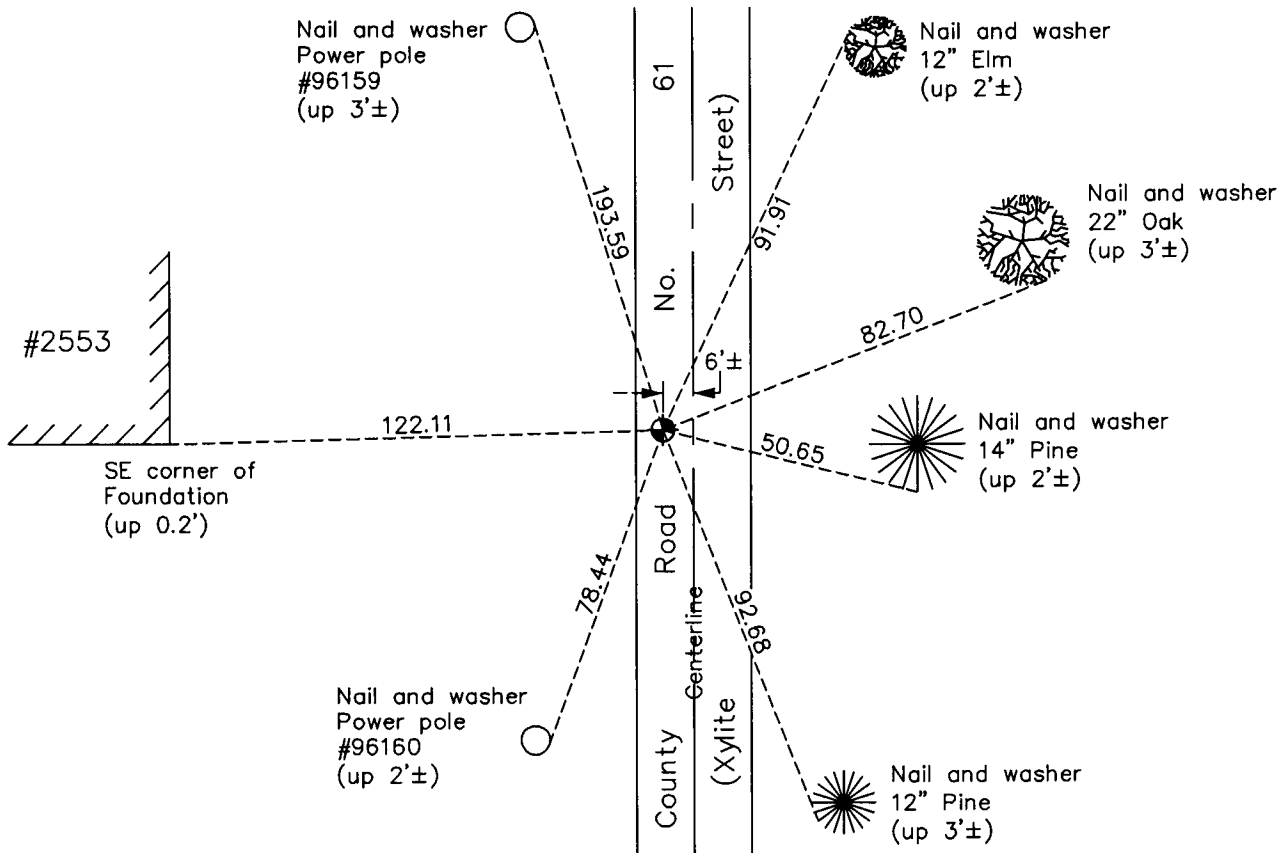 Nail and washer
Power pole
#96159
(up 3'±)
Nail and washer
12" Elm
(up 2'±)
Nail and washer
22" Oak
(up 3'±)
193.59
91.91
82.70
6'±
#2553
122.11
50.65
Nail and washer
14" Pine
(up 2'±)
SE corner of
Foundation
(up 0.2')
78.44
92.68
Nail and washer
Power pole
#96160
(up 2'±)
Nail and washer
12" Pine
(up 3'±)
County Road No. 61
Centerline
(Xylite Street)